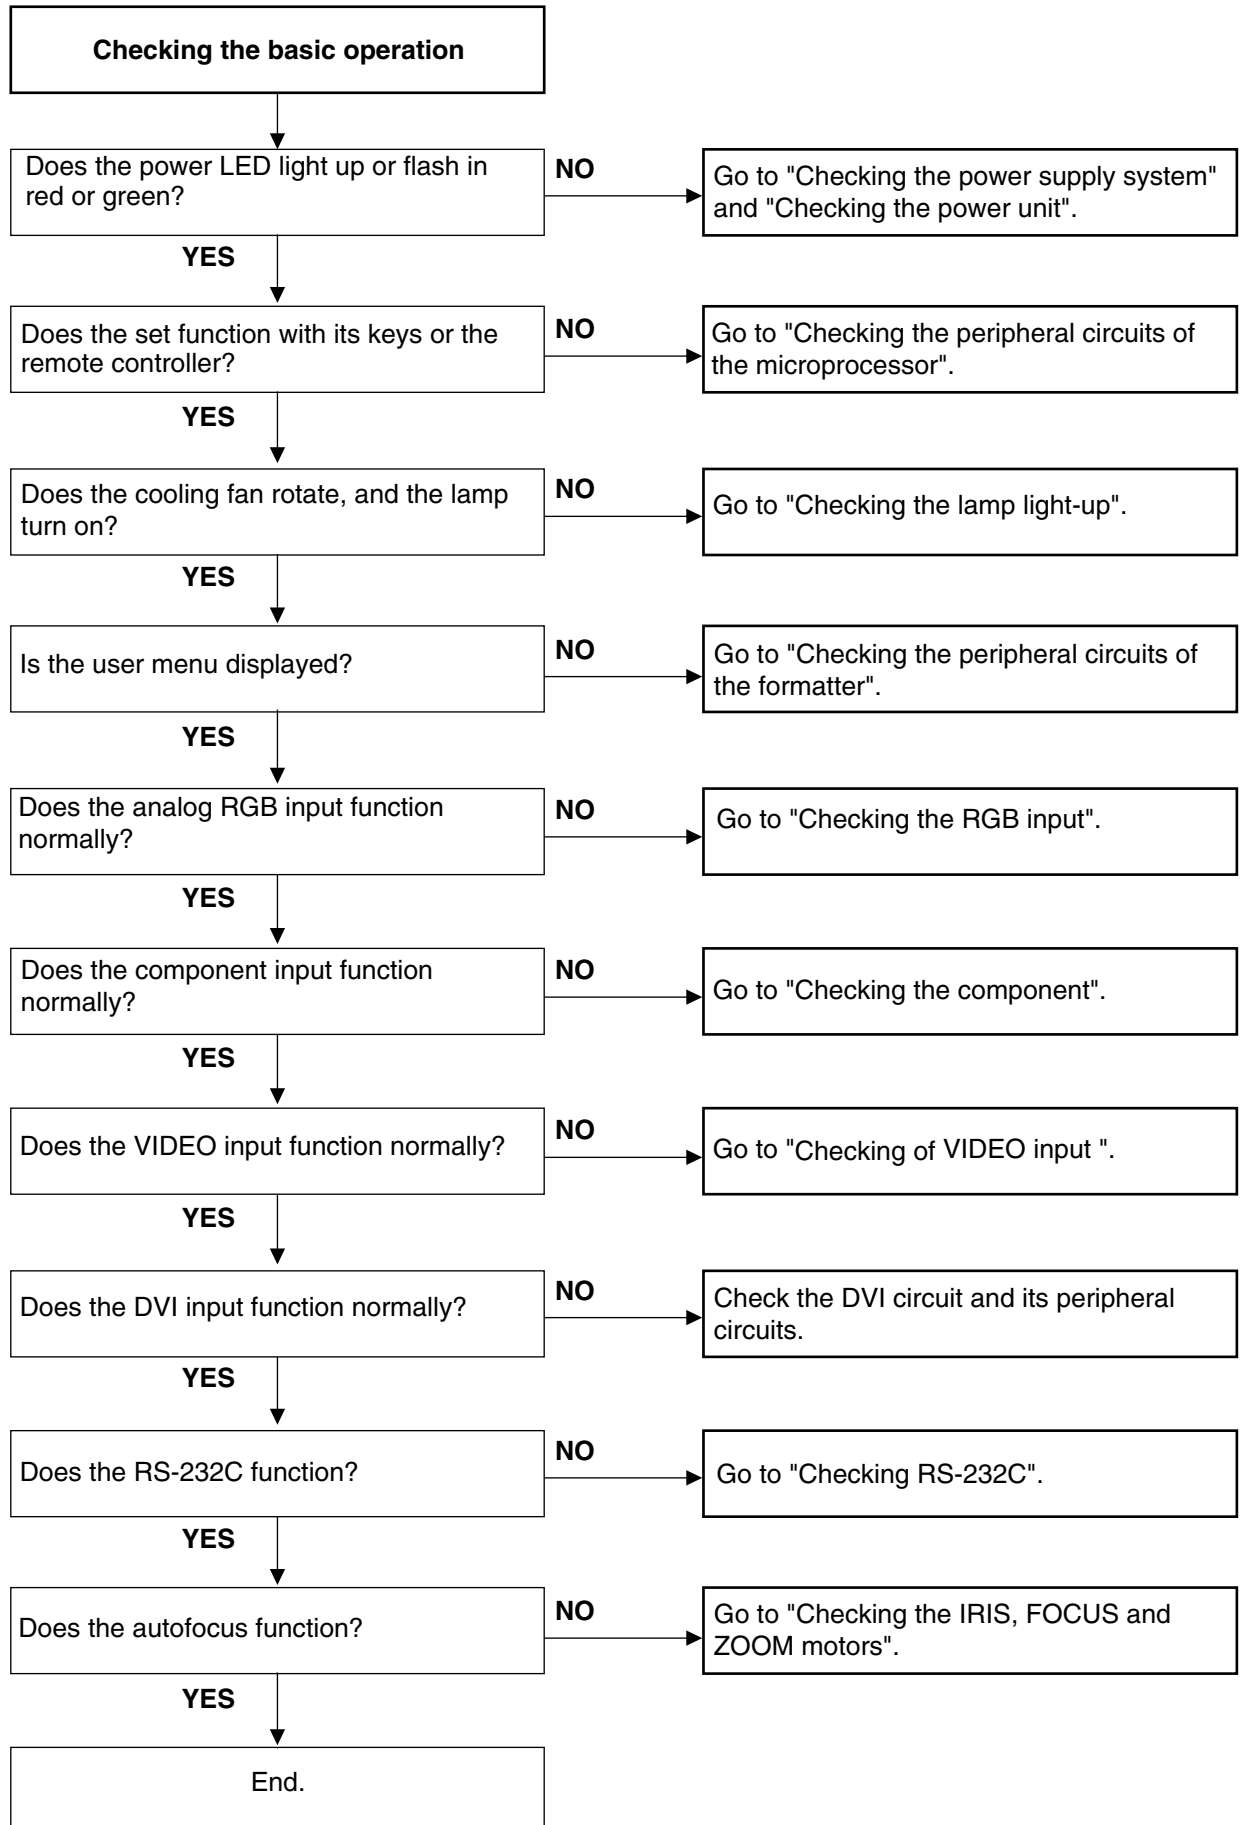 Checking the basic operation
Does the power LED light up or flash in
red or green?
NO
Go to "Checking the power supply system"
and "Checking the power unit".
YES
Does the set function with its keys or the
remote controller?
NO
Go to "Checking the peripheral circuits of
the microprocessor".
YES
Does the cooling fan rotate, and the lamp
turn on?
NO
Go to "Checking the lamp light-up".
YES
Is the user menu displayed?
NO
Go to "Checking the peripheral circuits of
the formatter".
YES
Does the analog RGB input function
normally?
NO
Go to "Checking the RGB input".
YES
Does the component input function
normally?
NO
Go to "Checking the component".
YES
Does the VIDEO input function normally?
NO
Go to "Checking of VIDEO input ".
YES
Does the DVI input function normally?
NO
Check the DVI circuit and its peripheral
circuits.
YES
Does the RS-232C function?
NO
Go to "Checking RS-232C".
YES
Does the autofocus function?
NO
Go to "Checking the IRIS, FOCUS and
ZOOM motors".
YES
End.